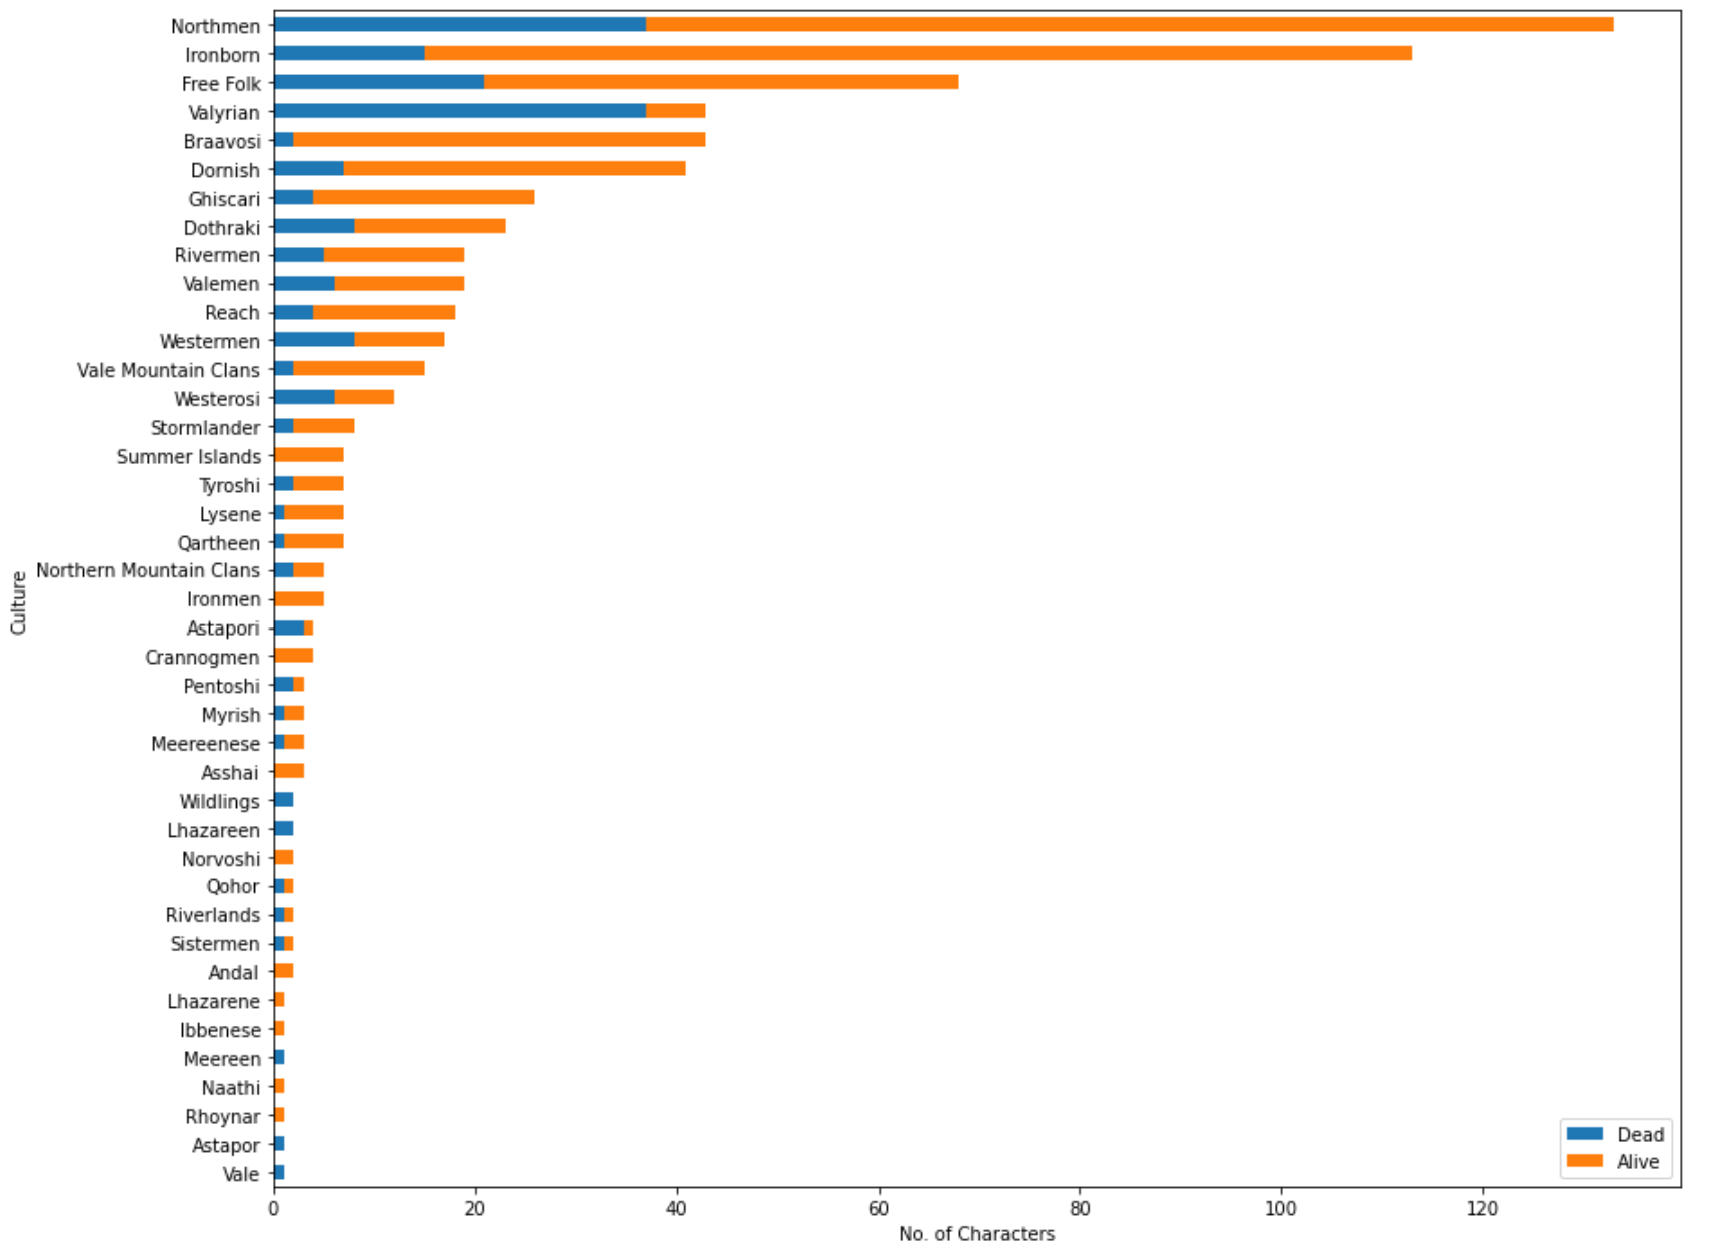 Northmen
Ironborn
Free Folk
Valyrian
Braavosi
Dornish
Ghiscari
Dothraki
Rivermen
Valemen
Reach
Westermen
Vale Mountain Clans
Westerosi
Stormlander
Summer Islands
Tyroshi
Lysene
Qartheen
Northern Mountain Clans
Ironmen
Astapori
Crannogmen
Pentoshi
Myrish
Meereenese
Asshai
Wildlings
Lhazareen
Norvoshi
Qohor
Riverlands
Sistermen
Andal
Lhazarene
Ibbenese
Meereen
Naathi
Rhoynar
Astapor
Vale
Culture
0 20 40 60 80 100 120
No. of Characters
Dead
Alive